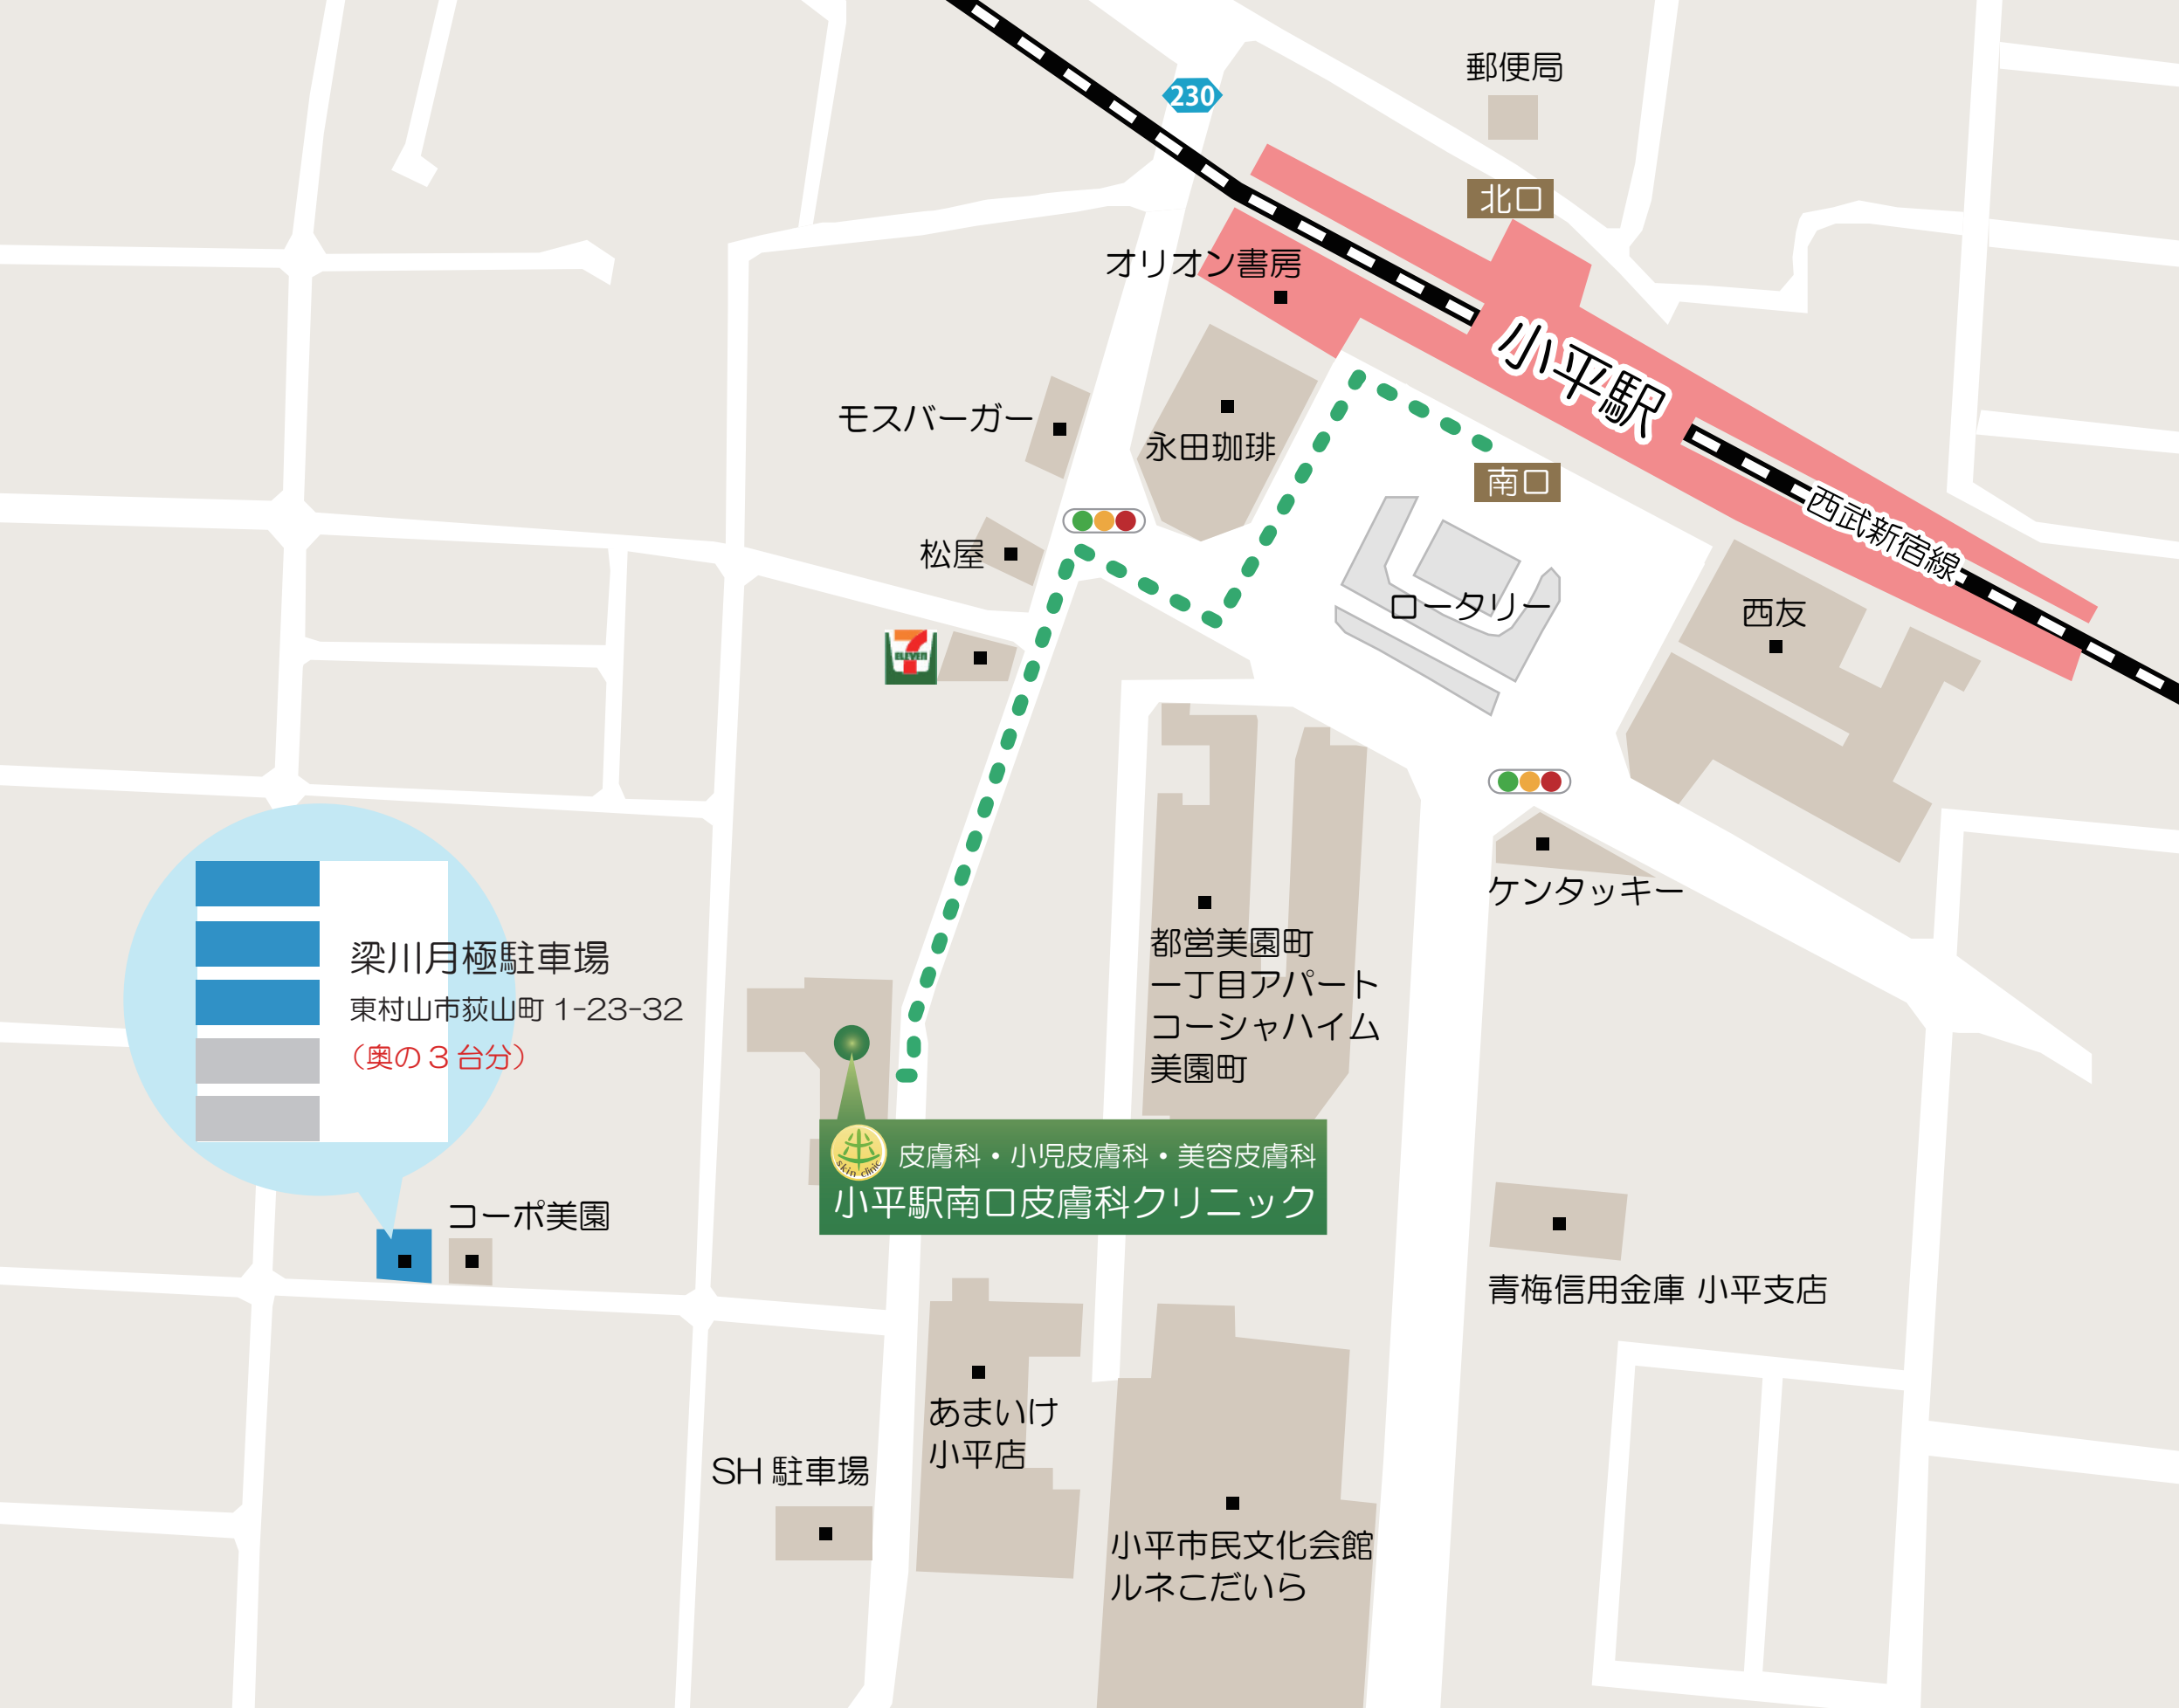 郵便局
230
北口
オリオン書房
小平駅
モスバーガー
永田珈琲
南口
西武新宿線
松屋
ロータリー
西友
7
ELEVEN
ケンタッキー
都営美園町
一丁目アパート
コーシャハイム
美園町
梁川月極駐車場
東村山市荻山町 1-23-32
（奥の 3 台分）
skin clinic
皮膚科・小児皮膚科・美容皮膚科
小平駅南口皮膚科クリニック
コーポ美園
青梅信用金庫 小平支店
あまいけ
小平店
SH 駐車場
小平市民文化会館
ルネこだいら